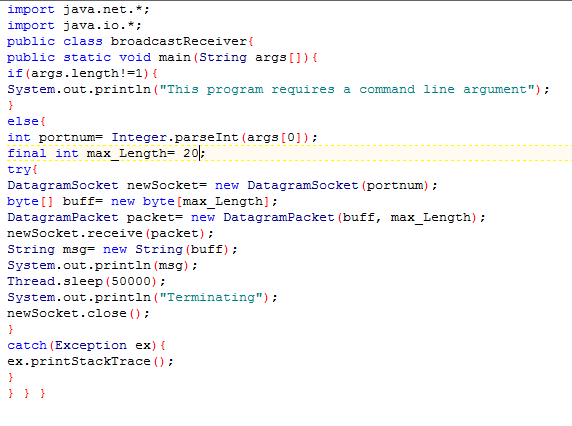 import java.net.*;
import java.io.*;
public class broadcastReceiver{
public static void main(String args[]){
if(args.length!=1){
System.out.println("This program requires a command line argument");
}
else{
int portnum= Integer.parseInt(args[0]);
final int max_Length= 20;
try{
DatagramSocket newSocket= new DatagramSocket(portnum);
byte[] buff= new byte[max_Length];
DatagramPacket packet= new DatagramPacket(buff, max_Length);
newSocket.receive(packet);
String msg= new String(buff);
System.out.println(msg);
Thread.sleep(50000);
System.out.println("Terminating");
newSocket.close();
}
catch(Exception ex){
ex.printStackTrace();
}
} } }